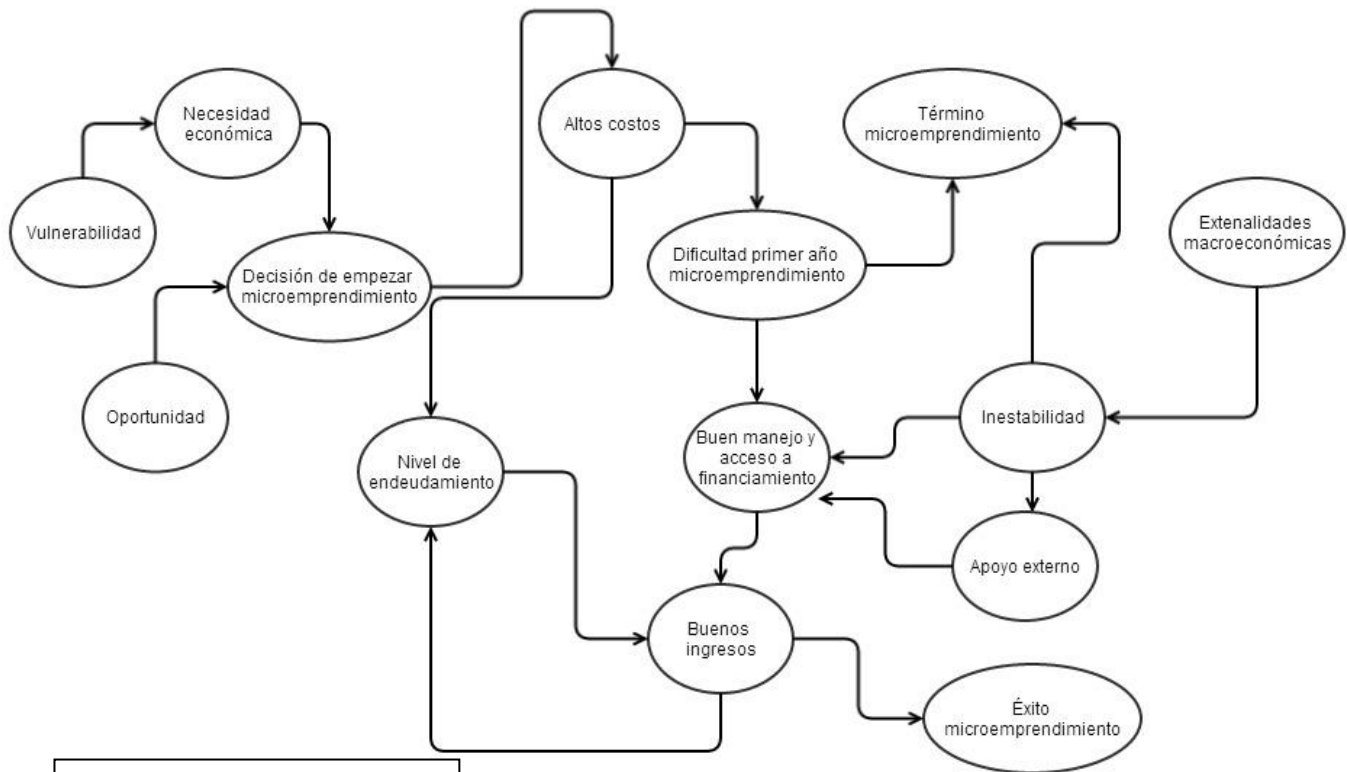 Necesidad
económica
Altos costos
Término
microemprendimiento
Vulnerabilidad
Extenalidades
macroeconómicas
Decisión de empezar
microemprendimiento
Dificultad primer año
microemprendimiento
Oportunidad
Inestabilidad
Buen manejo y
acceso a
financiamiento
Nivel de
endeudamiento
Apoyo externo
Buenos
ingresos
Éxito
microemprendimiento